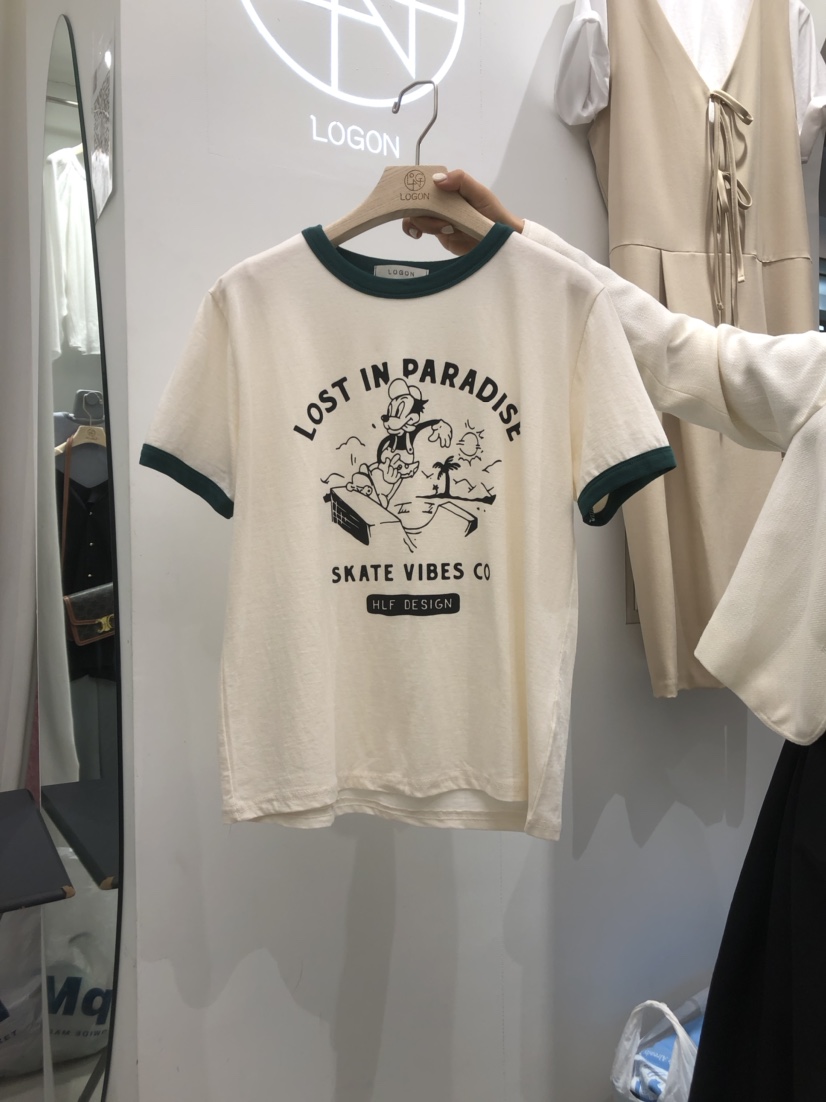 LOGON
LOGON
LOGON
LOST IN PARADISE
SKATE VIBES CO
HLF DESIGN